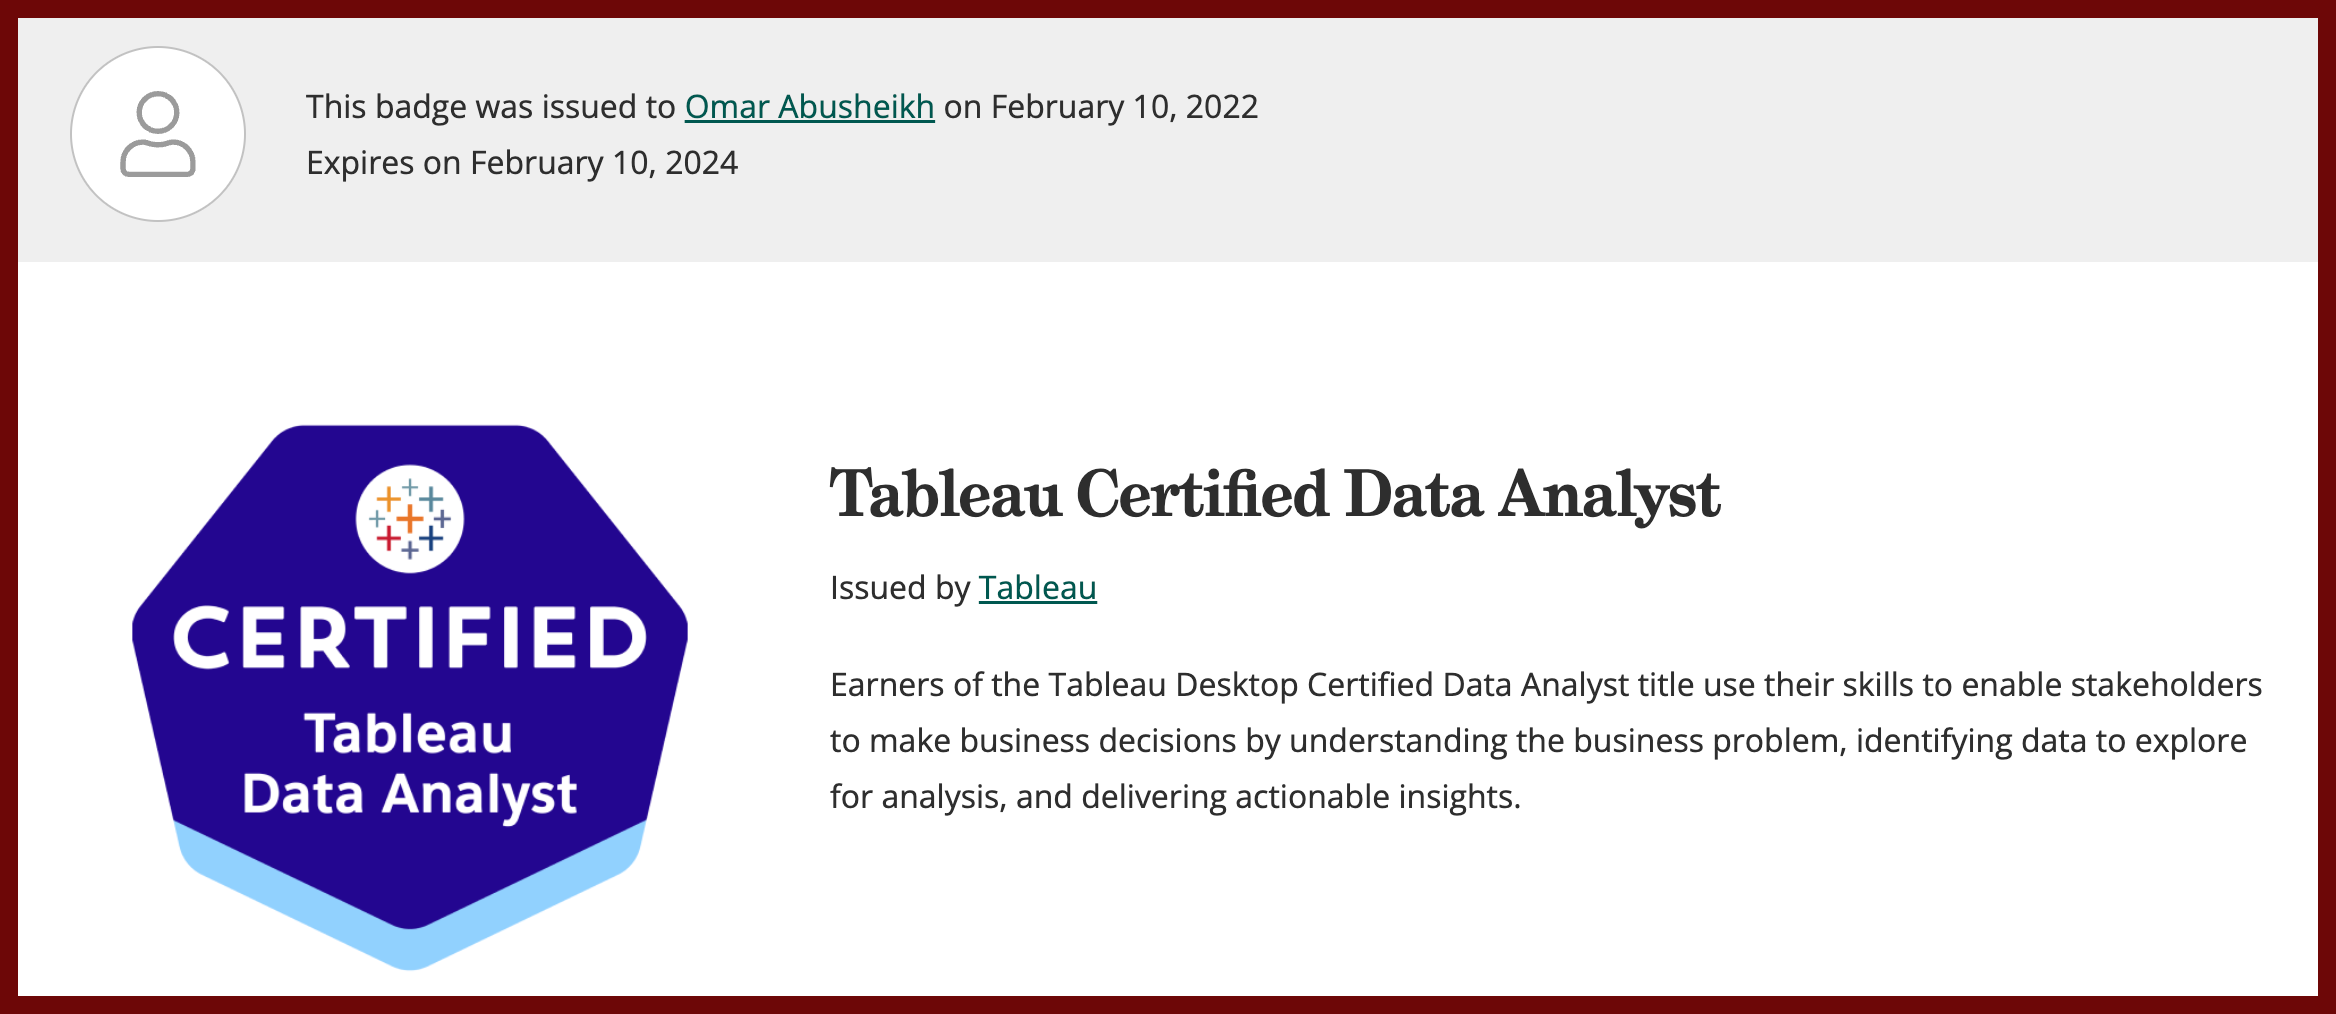 This badge was issued to Omar Abusheikh on February 10, 2022
Expires on February 10, 2024
CERTIFIED
Tableau
Data Analyst
Tableau Certified Data Analyst
Issued by Tableau
Earners of the Tableau Desktop Certified Data Analyst title use their skills to enable stakeholders
to make business decisions by understanding the business problem, identifying data to explore
for analysis, and delivering actionable insights.